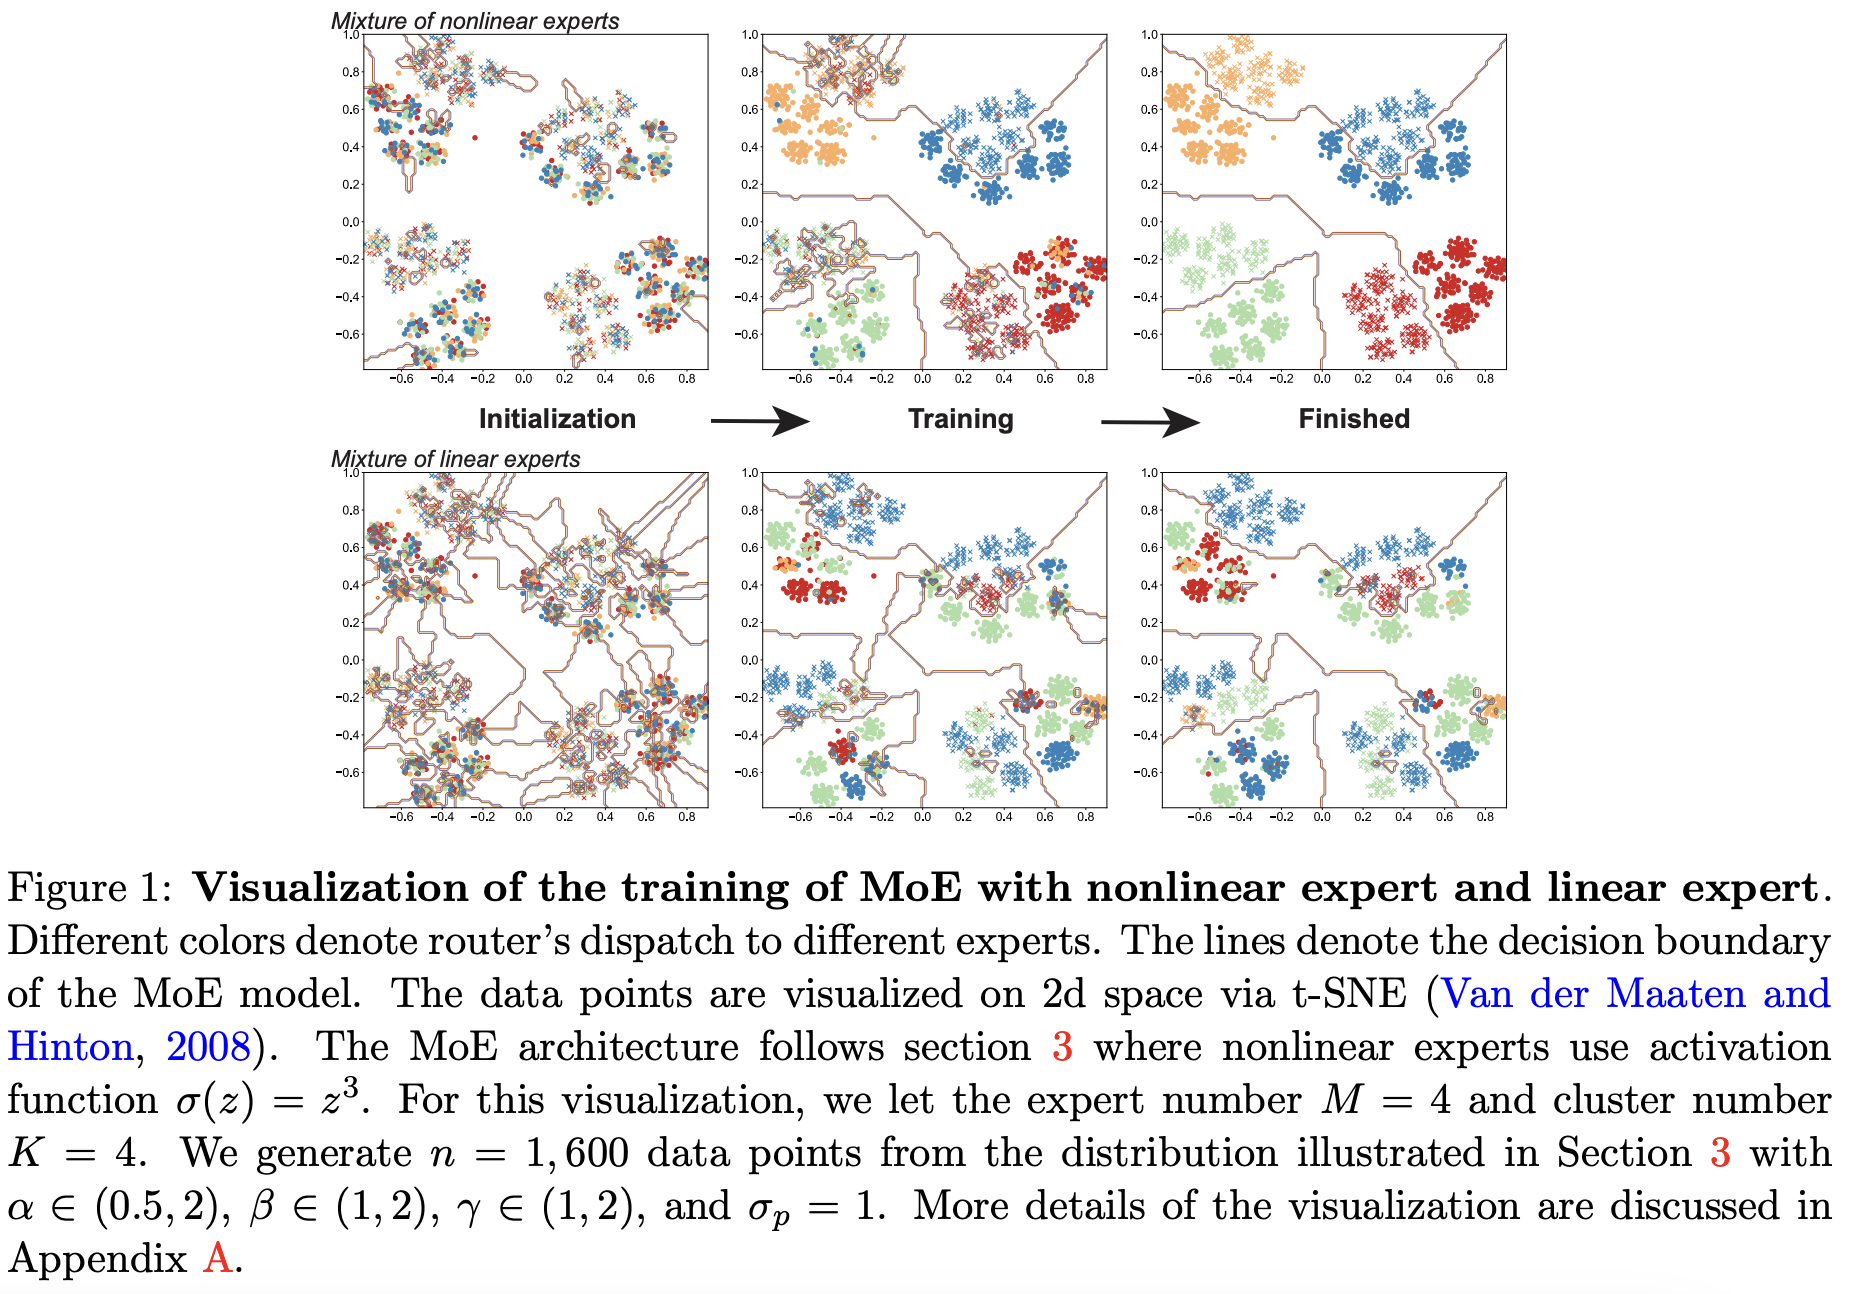 Mixture of nonlinear experts
1.0 1.0 1.0
0.8 0.8 0.8
0.6 0.6 0.6
0.4 0.4 0.4
0.2 0.2 0.2
0.0 0.0 0.0
−0.2 −0.2 −0.2
−0.4 −0.4 −0.4
−0.6 −0.6 −0.6
−0.6 −0.4 −0.2 0.0 0.2 0.4 0.6 0.8 −0.6 −0.4 −0.2 0.0 0.2 0.4 0.6 0.8 −0.6 −0.4 −0.2 0.0 0.2 0.4 0.6 0.8
Initialization Training Finished
Mixture of linear experts
1.0 1.0 1.0
0.8 0.8 0.8
0.6 0.6 0.6
0.4 0.4 0.4
0.2 0.2 0.2
0.0 0.0 0.0
−0.2 −0.2 −0.2
−0.4 −0.4 −0.4
−0.6 −0.6 −0.6
−0.6 −0.4 −0.2 0.0 0.2 0.4 0.6 0.8 −0.6 −0.4 −0.2 0.0 0.2 0.4 0.6 0.8 −0.6 −0.4 −0.2 0.0 0.2 0.4 0.6 0.8
Figure 1: Visualization of the training of MoE with nonlinear expert and linear expert.
Different colors denote router’s dispatch to different experts. The lines denote the decision boundary
of the MoE model. The data points are visualized on 2d space via t-SNE (Van der Maaten and
Hinton, 2008). The MoE architecture follows section 3 where nonlinear experts use activation
function σ(z) = z³. For this visualization, we let the expert number M = 4 and cluster number
K = 4. We generate n = 1, 600 data points from the distribution illustrated in Section 3 with
α ∈ (0.5, 2), β ∈ (1, 2), γ ∈ (1, 2), and σ_p = 1. More details of the visualization are discussed in
Appendix A.